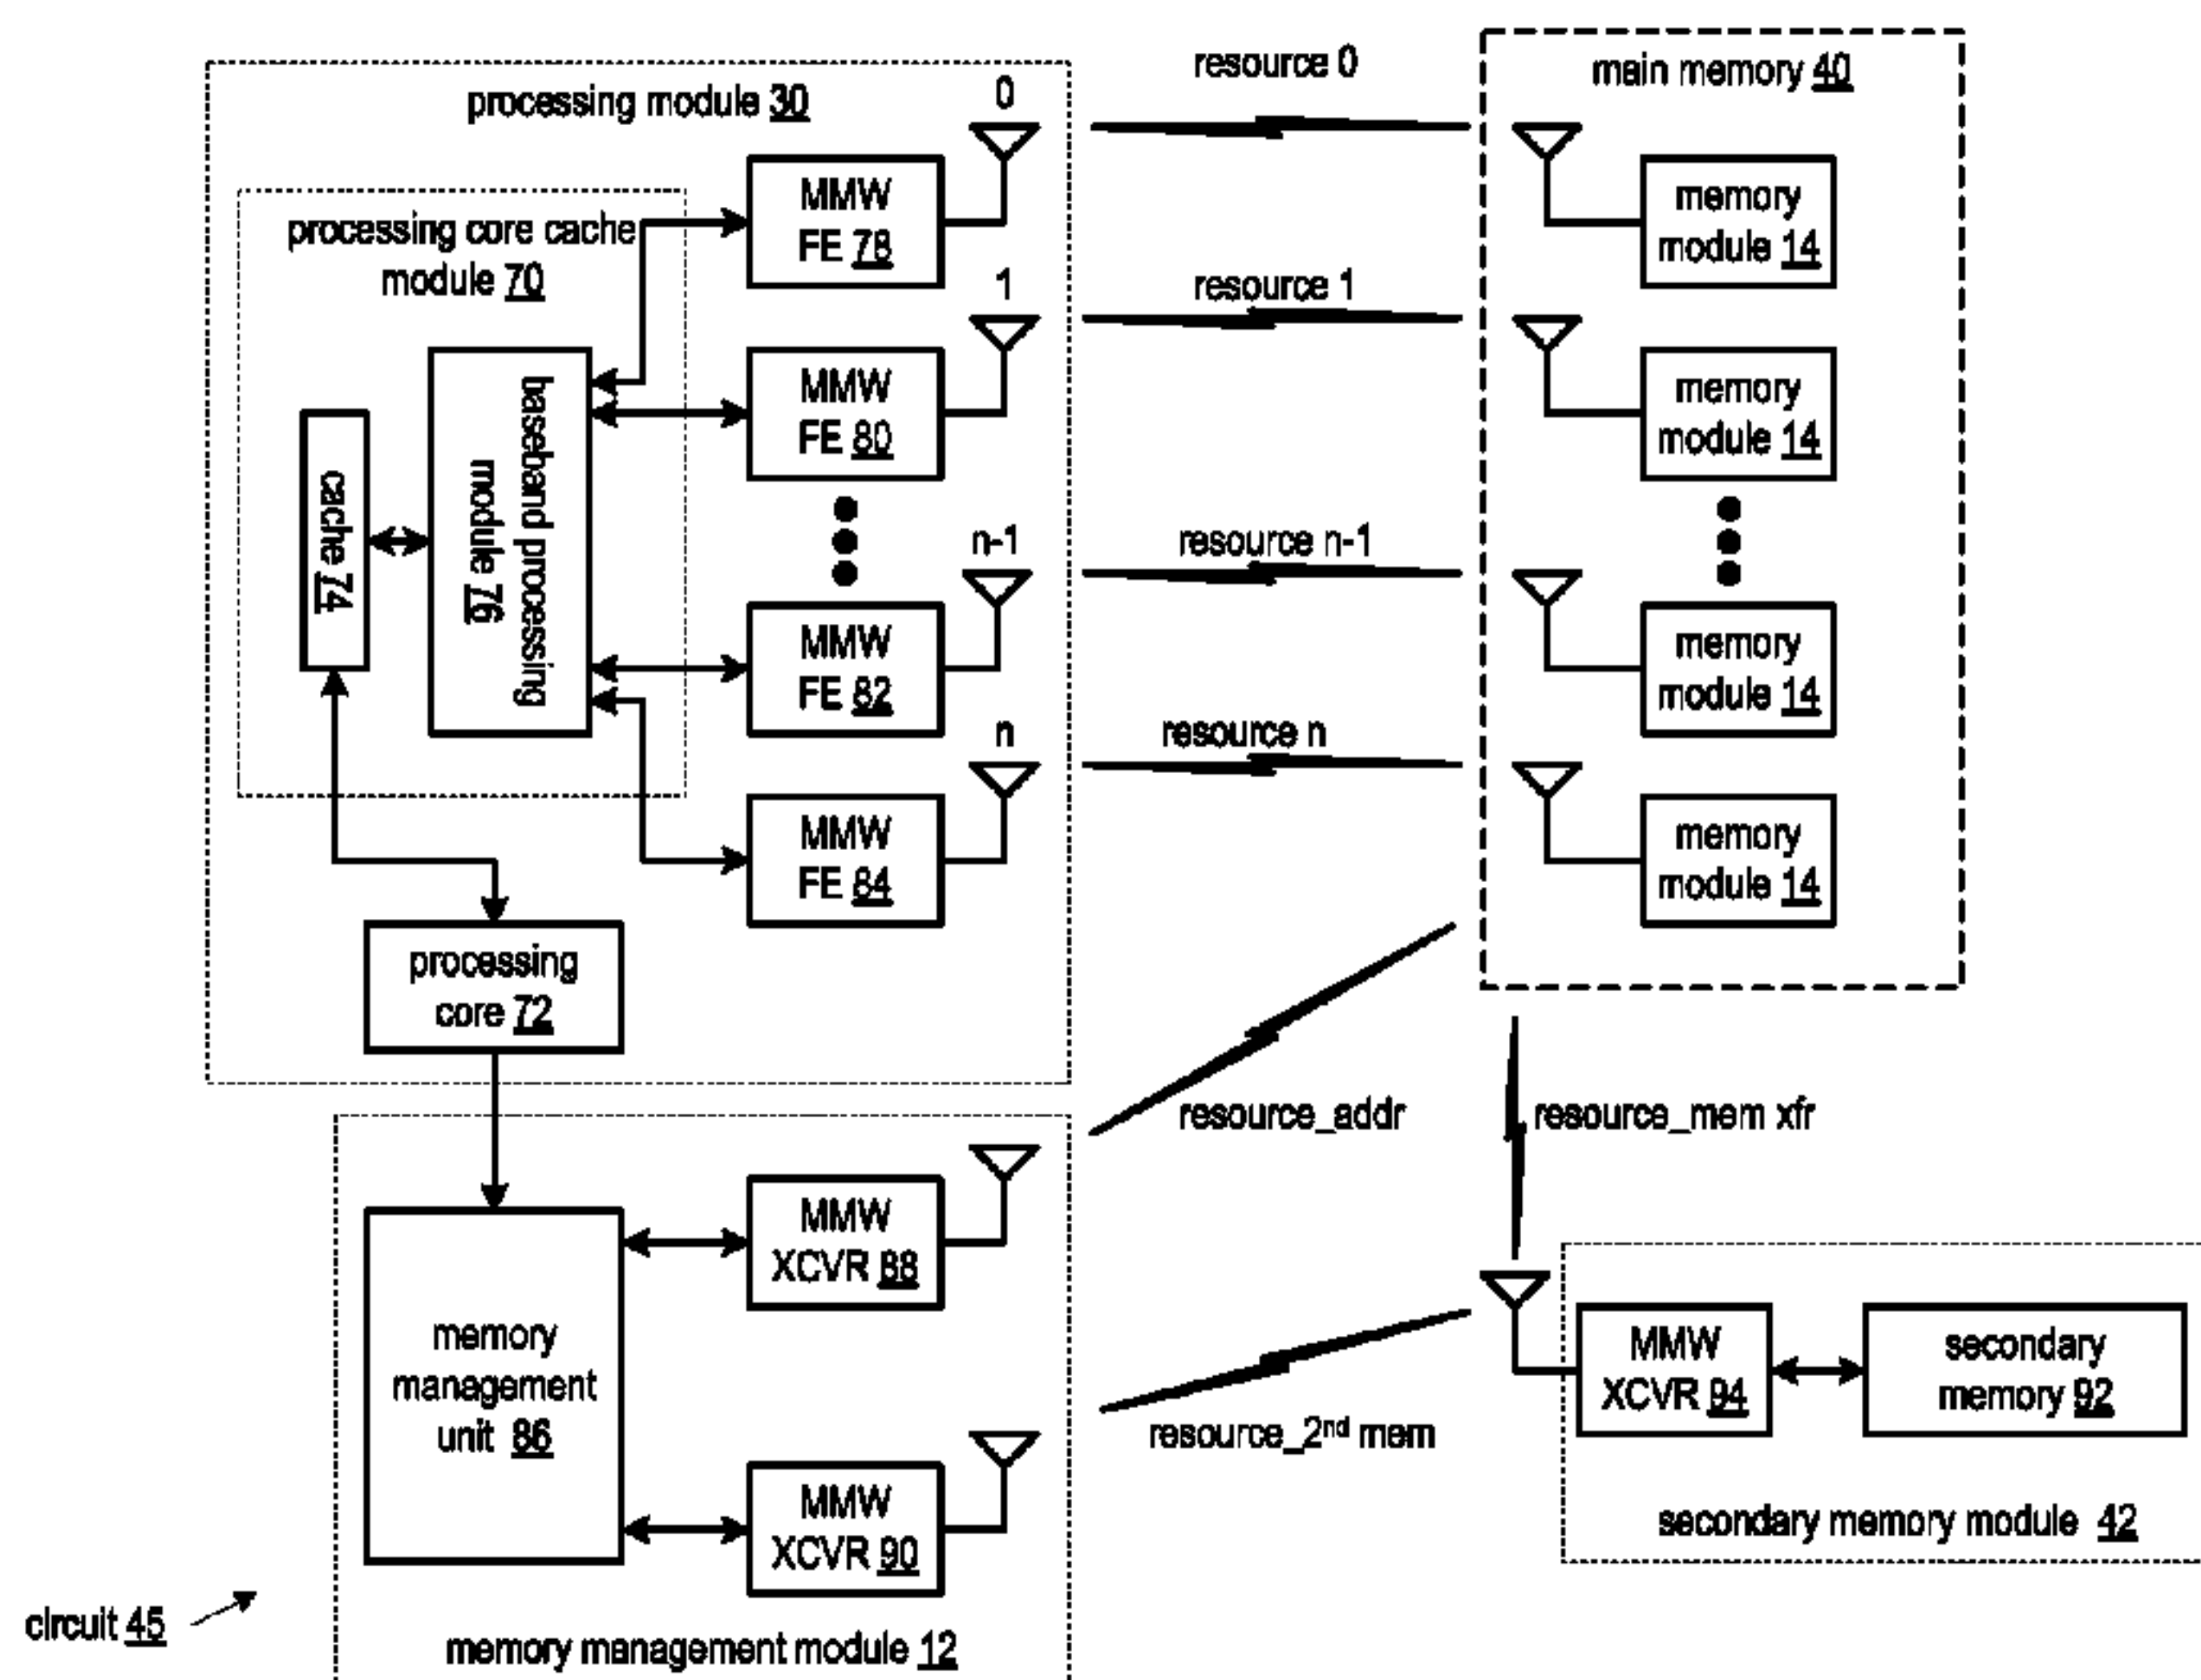 processing module 30
0
resource 0
main memory 40
MMW
FE 78
memory
module 14
processing core cache
module 70
1
resource 1
MMW
FE 80
memory
module 14
cache 74
baseband processing
module 76
n-1
resource n-1
MMW
FE 82
memory
module 14
n
resource n
MMW
FE 84
memory
module 14
processing
core 72
resource_addr
resource_mem xfr
MMW
XCVR 88
memory
management
unit 86
resource_2nd mem
MMW
XCVR 94
secondary
memory 92
MMW
XCVR 90
secondary memory module 42
circuit 45
memory management module 12